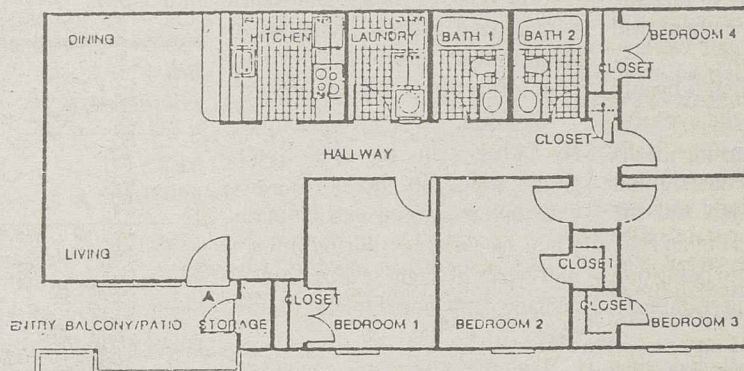 DINING
KITCHEN
LAUNDRY
BATH 1
BATH 2
BEDROOM 4
CLOSET
CLOSET
HALLWAY
LIVING
CLOSET
CLOSET
CLOSET
ENTRY BALCONY/PATIO
STORAGE
BEDROOM 1
BEDROOM 2
BEDROOM 3